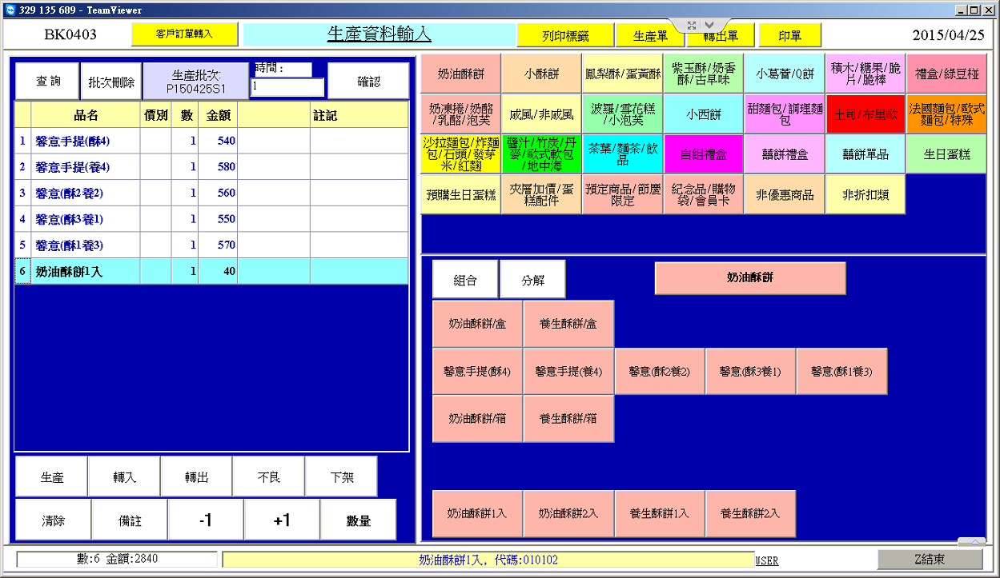 329 135 689 - TeamViewer
BK0403
客戶訂單轉入
生產資料輸入
列印標籤
生產單
轉出單
印單
2015/04/25
查 詢
批次刪除
生產批次:
P150425S1
時間：
1
確認
品名 價別 數 金額 註記
1 馨意手提(酥4) 1 540
2 馨意手提(養4) 1 580
3 馨意(酥2養2) 1 560
4 馨意(酥3養1) 1 550
5 馨意(酥1養3) 1 570
6 奶油酥餅1入 1 40
生產
轉入
轉出
不良
下架
清除
備註
-1
+1
數量
奶油酥餅
小酥餅
鳳梨酥/蛋黃酥
紫玉酥/奶香
酥/古早味
小葛蕾/Q餅
積木/糖果/脆
片/脆棒
禮盒/綠豆椪
奶凍捲/奶酪
/乳酪/泡芙
戚風/非戚風
波羅/雪花糕
/小泡芙
小西餅
甜麵包/調理麵
包
土司/布里歐
法國麵包/歐式
麵包/特殊
沙拉麵包/炸麵
包/石頭/發芽
米/紅麴
醬汁/竹炭/丹
麥/歐式軟包
/地中海
茶葉/麵茶/飲
品
自組禮盒
囍餅禮盒
囍餅單品
生日蛋糕
預購生日蛋糕
夾層加價/蛋
糕配件
預定商品/節慶
限定
紀念品/購物
袋/會員卡
非優惠商品
非折扣類
組合
分解
奶油酥餅
奶油酥餅/盒
養生酥餅/盒
馨意手提(酥4)
馨意手提(養4)
馨意(酥2養2)
馨意(酥3養1)
馨意(酥1養3)
奶油酥餅/箱
養生酥餅/箱
奶油酥餅1入
奶油酥餅2入
養生酥餅1入
養生酥餅2入
數:6 金額:2840
奶油酥餅1入, 代碼:010102
USER
Z結束